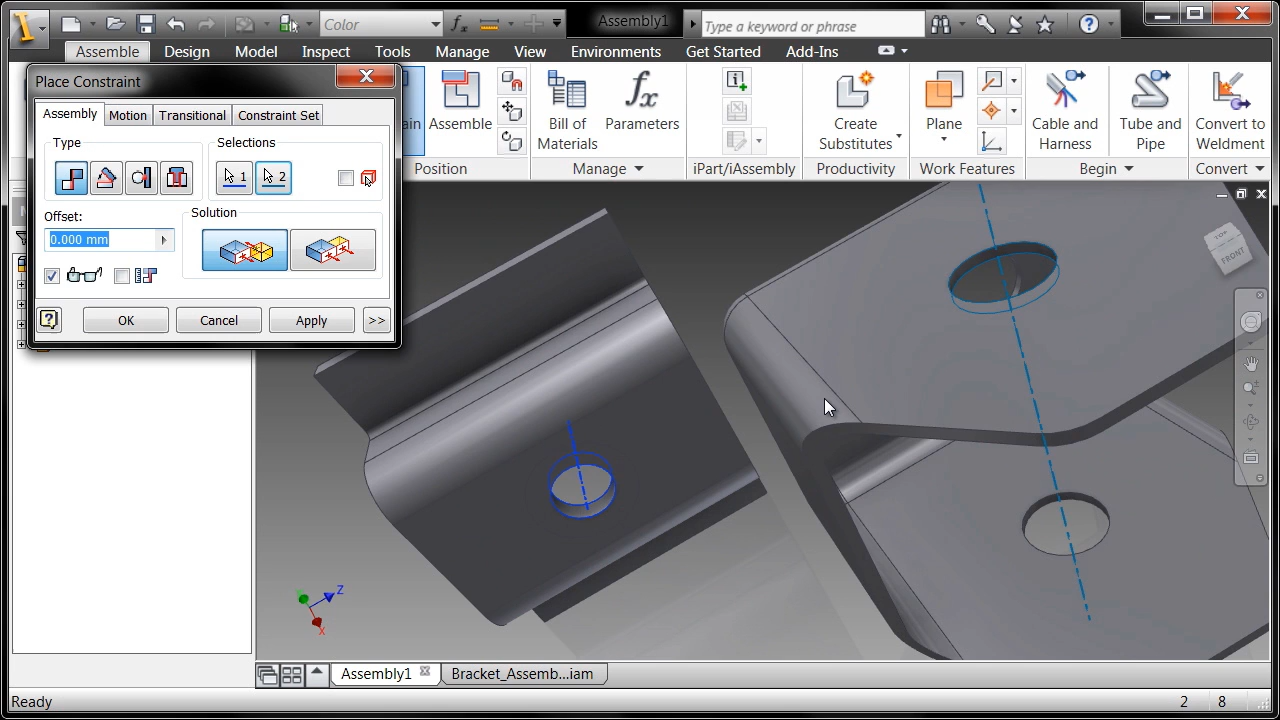 Color
Assembly1
Type a keyword or phrase
Assemble Design Model Inspect Tools Manage View Environments Get Started Add-Ins
Place Constraint
Assembly Motion Transitional Constraint Set
Type
Selections
1
2
Offset:
0.000 mm
Solution
OK Cancel Apply >>
ain
Assemble
Position
Bill of
Materials
Parameters
Manage
iPart/iAssembly
Create
Substitutes
Productivity
Plane
Work Features
Cable and
Harness
Tube and
Pipe
Begin
Convert to
Weldment
Convert
TOP
FRONT
Z
X
Assembly1
Bracket_Assemb...iam
Ready
2 8